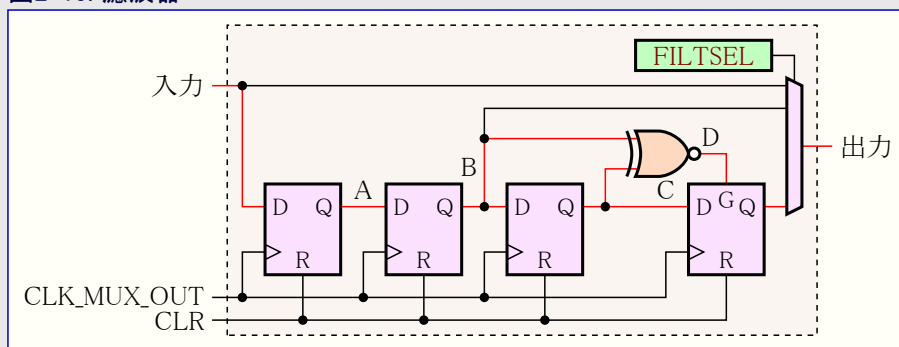 FILTSEL
入力
出力
D
B
A
C
D Q
R
D Q
R
D Q
R
D G Q
R
CLK_MUX_OUT
CLR